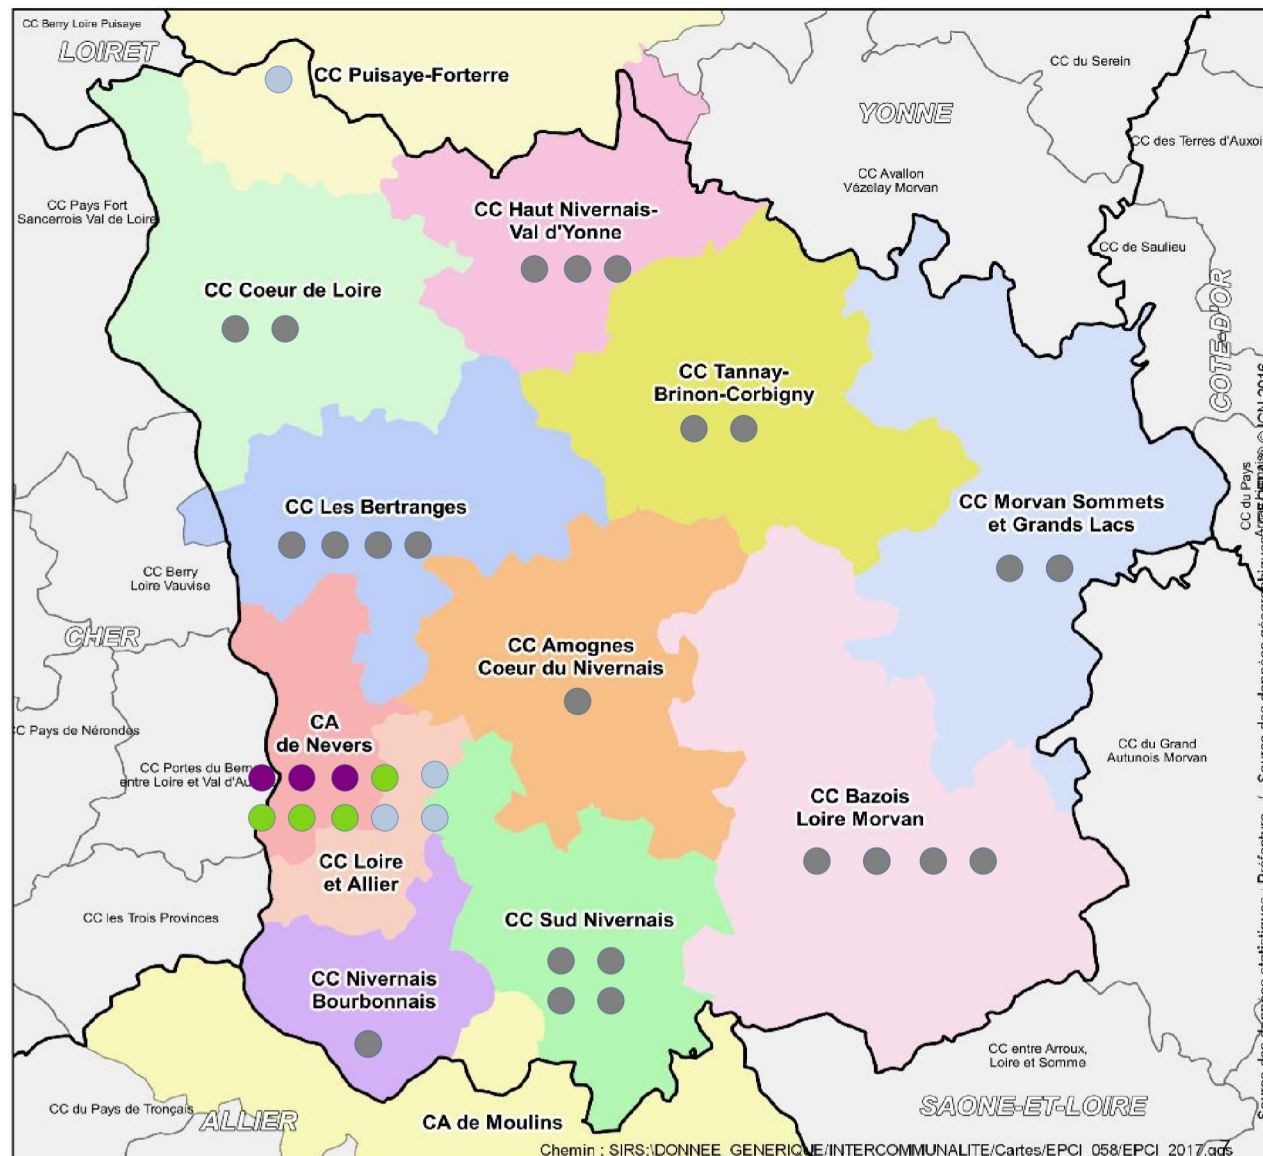 CC Berry Loire Puisaye
LOIRET
CC Puisaye-Forterre
CC du Serein
YONNE
CC des Terres d'Auxoi
CC Avallon
Vézelay Morvan
CC Pays Fort
Sancerrois Val de Loire
CC Haut Nivernais-
Val d'Yonne
CC de Saulieu
CC Coeur de Loire
COTE-D'OR
CC Tannay-
Brinon-Corbigny
CC Les Bertranges
CC Morvan Sommets
et Grands Lacs
CC du Pays
CC Berry
Loire Vauvise
CHER
CC Amognes
Coeur du Nivernais
CA
de Nevers
CC Pays de Nérondes
CC Portes du Berry
entre Loire et Val d'Au
CC du Grand
Autunois Morvan
CC Bazois
Loire Morvan
CC Loire
et Allier
CC les Trois Provinces
CC Sud Nivernais
CC Nivernais
Bourbonnais
CC entre Arroux,
Loire et Somme
CC du Pays de Tronçais
ALLIER
CA de Moulins
SAONE-ET-LOIRE
Chemin : SIRS:\DONNEE_GENERIQUE/INTERCOMMUNALITE/Cartes/EPCI_058/EPCI_2017.qgs
7